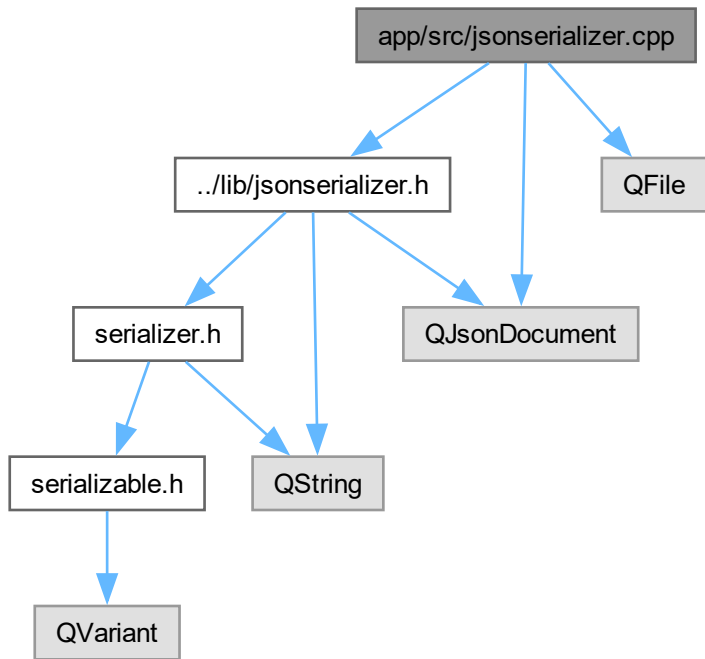 app/src/jsonserializer.cpp
../lib/jsonserializer.h
QFile
serializer.h
QJsonDocument
serializable.h
QString
QVariant